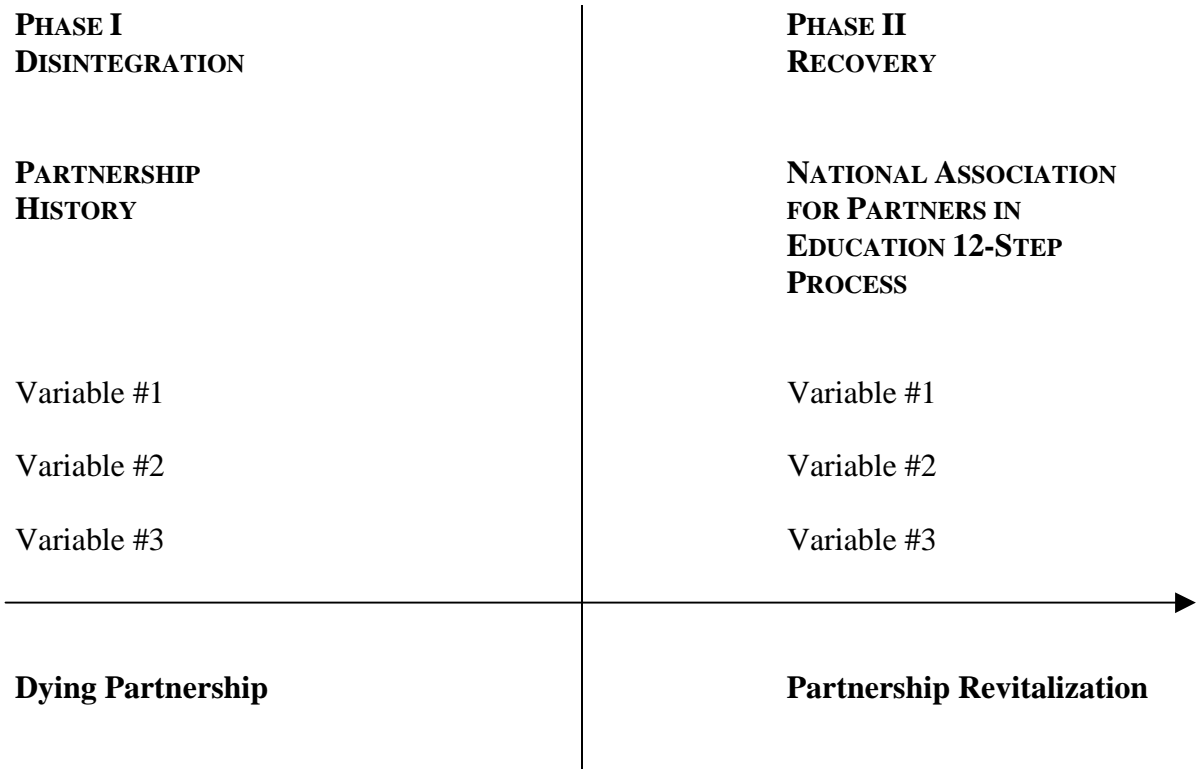 PHASE I
DISINTEGRATION
PARTNERSHIP
HISTORY
Variable #1
Variable #2
Variable #3
Dying Partnership
PHASE II
RECOVERY
NATIONAL ASSOCIATION
FOR PARTNERS IN
EDUCATION 12-STEP
PROCESS
Variable #1
Variable #2
Variable #3
Partnership Revitalization